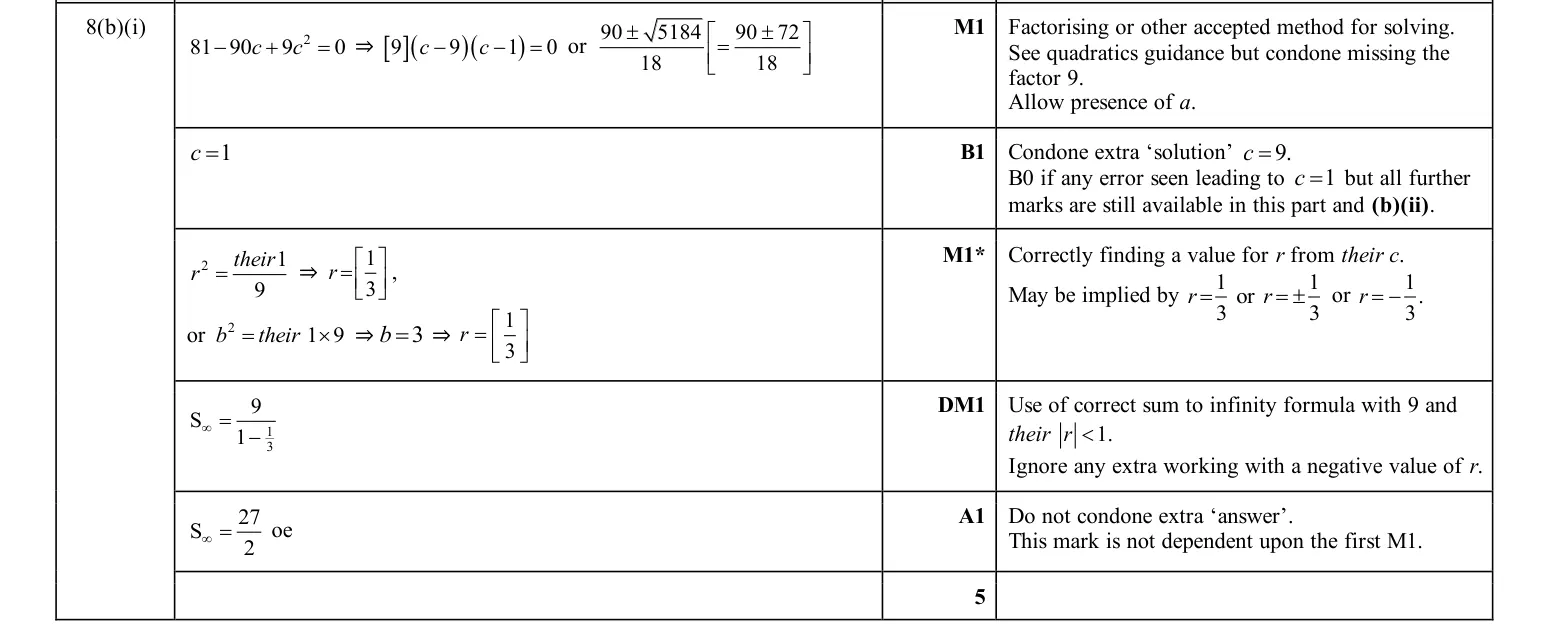 8(b)(i)
81 − 90c + 9c² = 0 ⇒ [9](c − 9)(c − 1) = 0 or (90 ± √5184)/18 [= (90 ± 72)/18]
M1
Factorising or other accepted method for solving.
See quadratics guidance but condone missing the
factor 9.
Allow presence of a.
c = 1
B1
Condone extra ‘solution’ c = 9.
B0 if any error seen leading to c = 1 but all further
marks are still available in this part and (b)(ii).
r² = their 1/9 ⇒ r = [1/3],
or b² = their 1 × 9 ⇒ b = 3 ⇒ r = [1/3]
M1*
Correctly finding a value for r from their c.
May be implied by r = 1/3 or r = ± 1/3 or r = − 1/3.
S∞ = 9/(1 − 1/3)
DM1
Use of correct sum to infinity formula with 9 and
their |r| < 1.
Ignore any extra working with a negative value of r.
S∞ = 27/2 oe
A1
Do not condone extra ‘answer’.
This mark is not dependent upon the first M1.
5